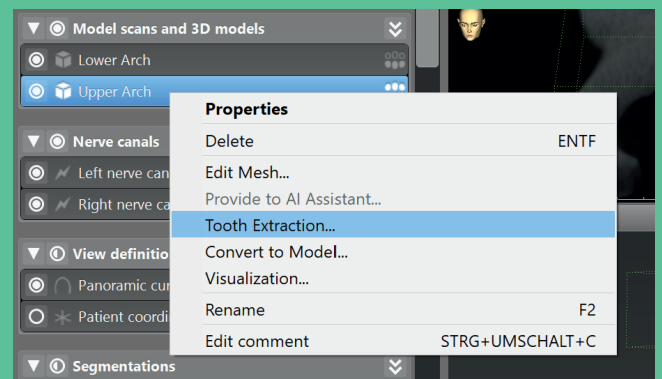 Model scans and 3D models
Lower Arch
Upper Arch
Properties
Nerve canals
Delete ENTF
Edit Mesh...
Left nerve can
Provide to AI Assistant...
Right nerve ca
Tooth Extraction...
View definitio
Convert to Model...
Panoramic cur
Visualization...
Patient coordi
Rename F2
Edit comment STRG+UMSCHALT+C
Segmentations